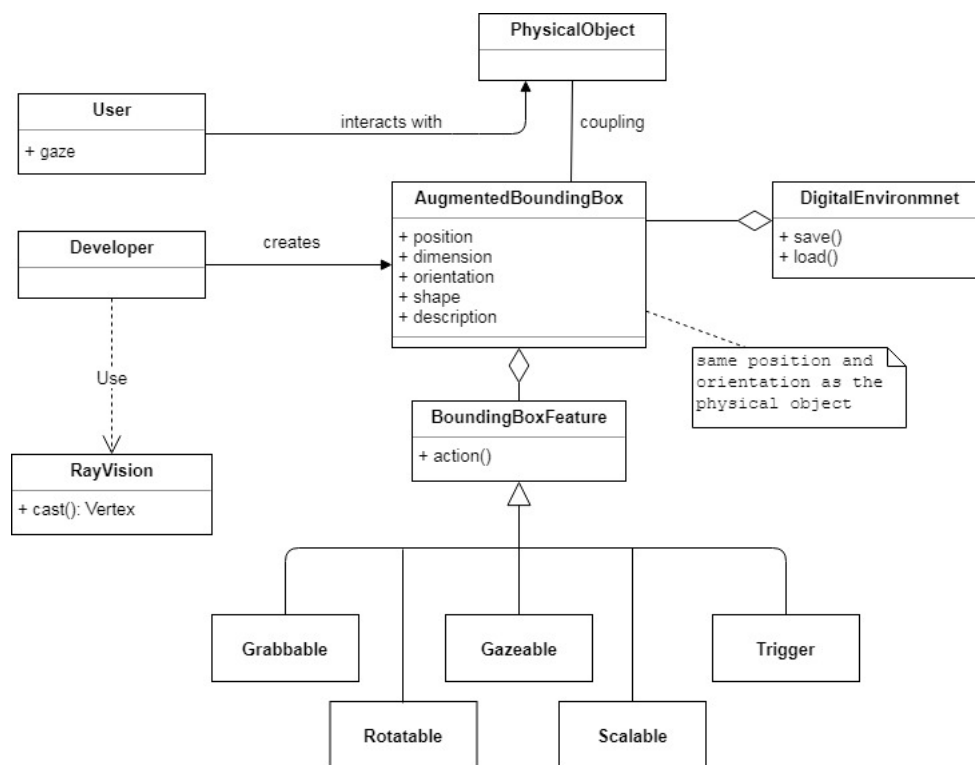 PhysicalObject
User
+ gaze
interacts with
coupling
AugmentedBoundingBox
+ position
+ dimension
+ orientation
+ shape
+ description
DigitalEnvironmnet
+ save()
+ load()
Developer
creates
same position and
orientation as the
physical object
Use
BoundingBoxFeature
+ action()
RayVision
+ cast(): Vertex
Grabbable
Gazeable
Trigger
Rotatable
Scalable